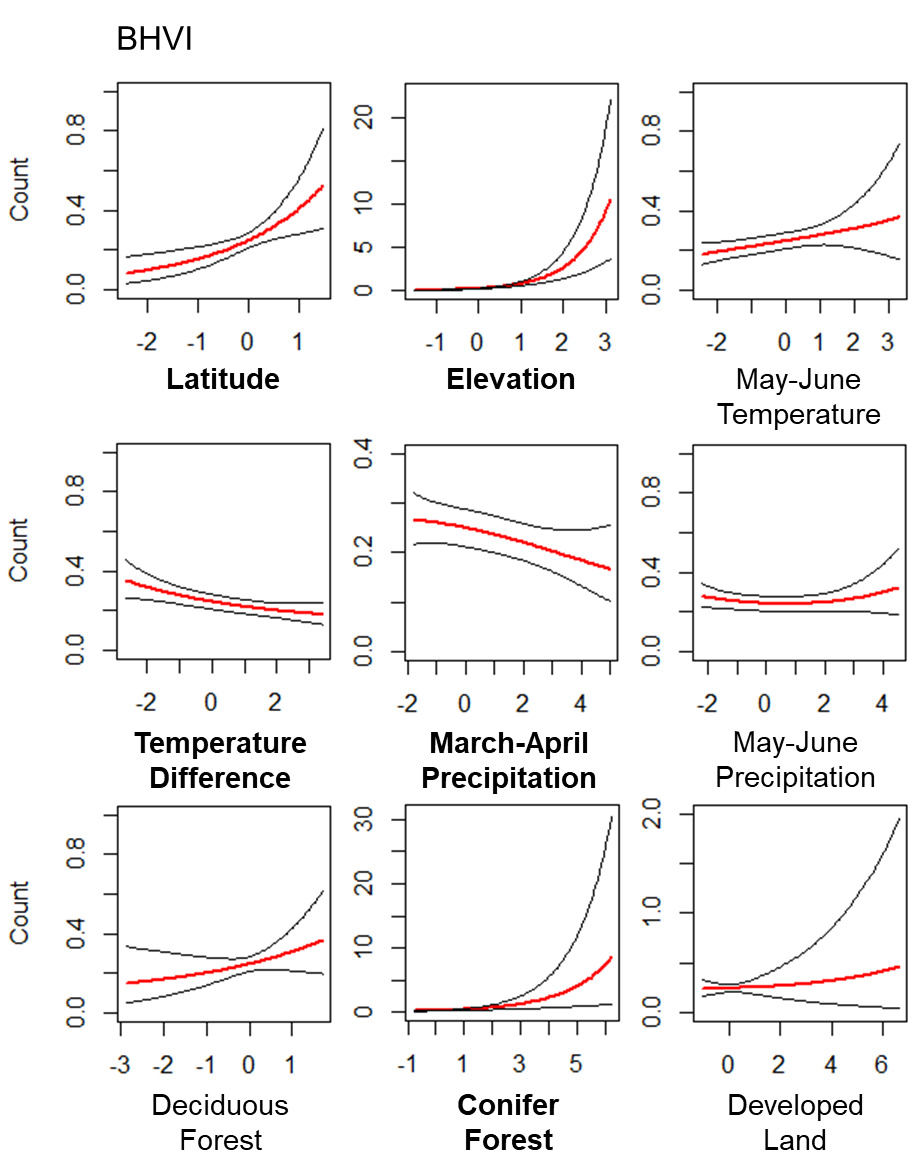 BHVI
Count
0.0 0.4 0.8
-2 -1 0 1
Latitude
0 5 10 20
-1 0 1 2 3
Elevation
0.0 0.4 0.8
-2 0 1 2 3
May-June
Temperature
Count
0.0 0.4 0.8
-2 0 2
Temperature
Difference
0.0 0.2 0.4
-2 0 2 4
March-April
Precipitation
0.0 0.4 0.8
-2 0 2 4
May-June
Precipitation
Count
0.0 0.4 0.8
-3 -2 -1 0 1
Deciduous
Forest
0 10 20 30
-1 1 3 5
Conifer
Forest
0.0 1.0 2.0
0 2 4 6
Developed
Land